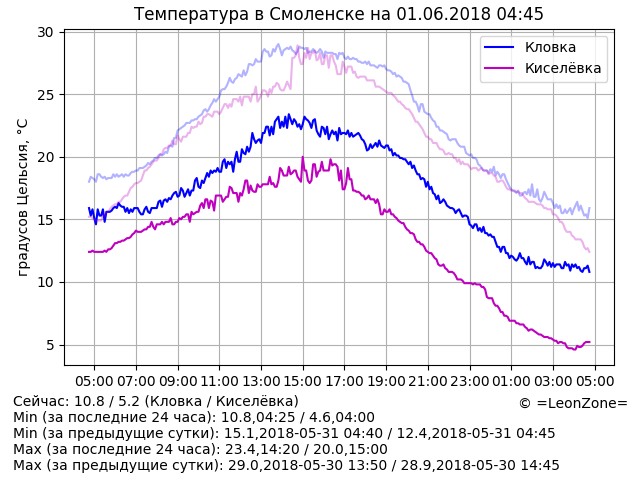 Температура в Смоленске на 01.06.2018 04:45
Кловка
Киселёвка
градусов Цельсия, °C
30
25
20
15
10
5
05:00 07:00 09:00 11:00 13:00 15:00 17:00 19:00 21:00 23:00 01:00 03:00 05:00
Сейчас: 10.8 / 5.2 (Кловка / Киселёвка)
© =LeonZone=
Min (за последние 24 часа): 10.8,04:25 / 4.6,04:00
Min (за предыдущие сутки): 15.1,2018-05-31 04:40 / 12.4,2018-05-31 04:45
Max (за последние 24 часа): 23.4,14:20 / 20.0,15:00
Max (за предыдущие сутки): 29.0,2018-05-30 13:50 / 28.9,2018-05-30 14:45